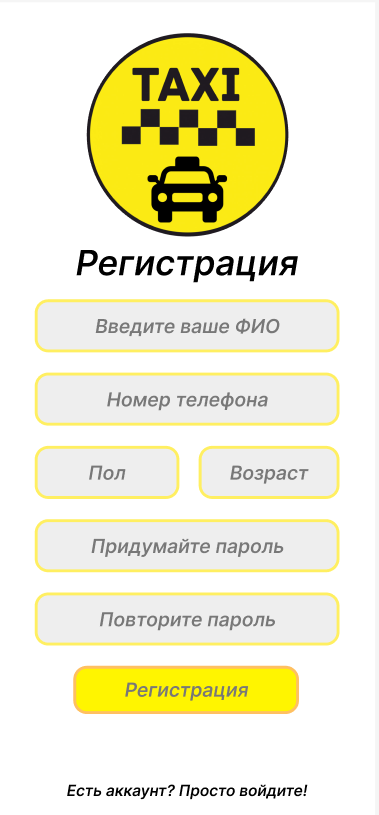 TAXI
Регистрация
Введите ваше ФИО
Номер телефона
Пол Возраст
Придумайте пароль
Повторите пароль
Регистрация
Есть аккаунт? Просто войдите!